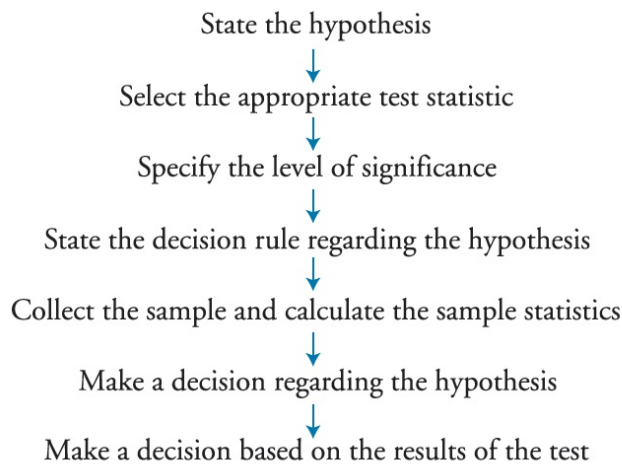 State the hypothesis
Select the appropriate test statistic
Specify the level of significance
State the decision rule regarding the hypothesis
Collect the sample and calculate the sample statistics
Make a decision regarding the hypothesis
Make a decision based on the results of the test